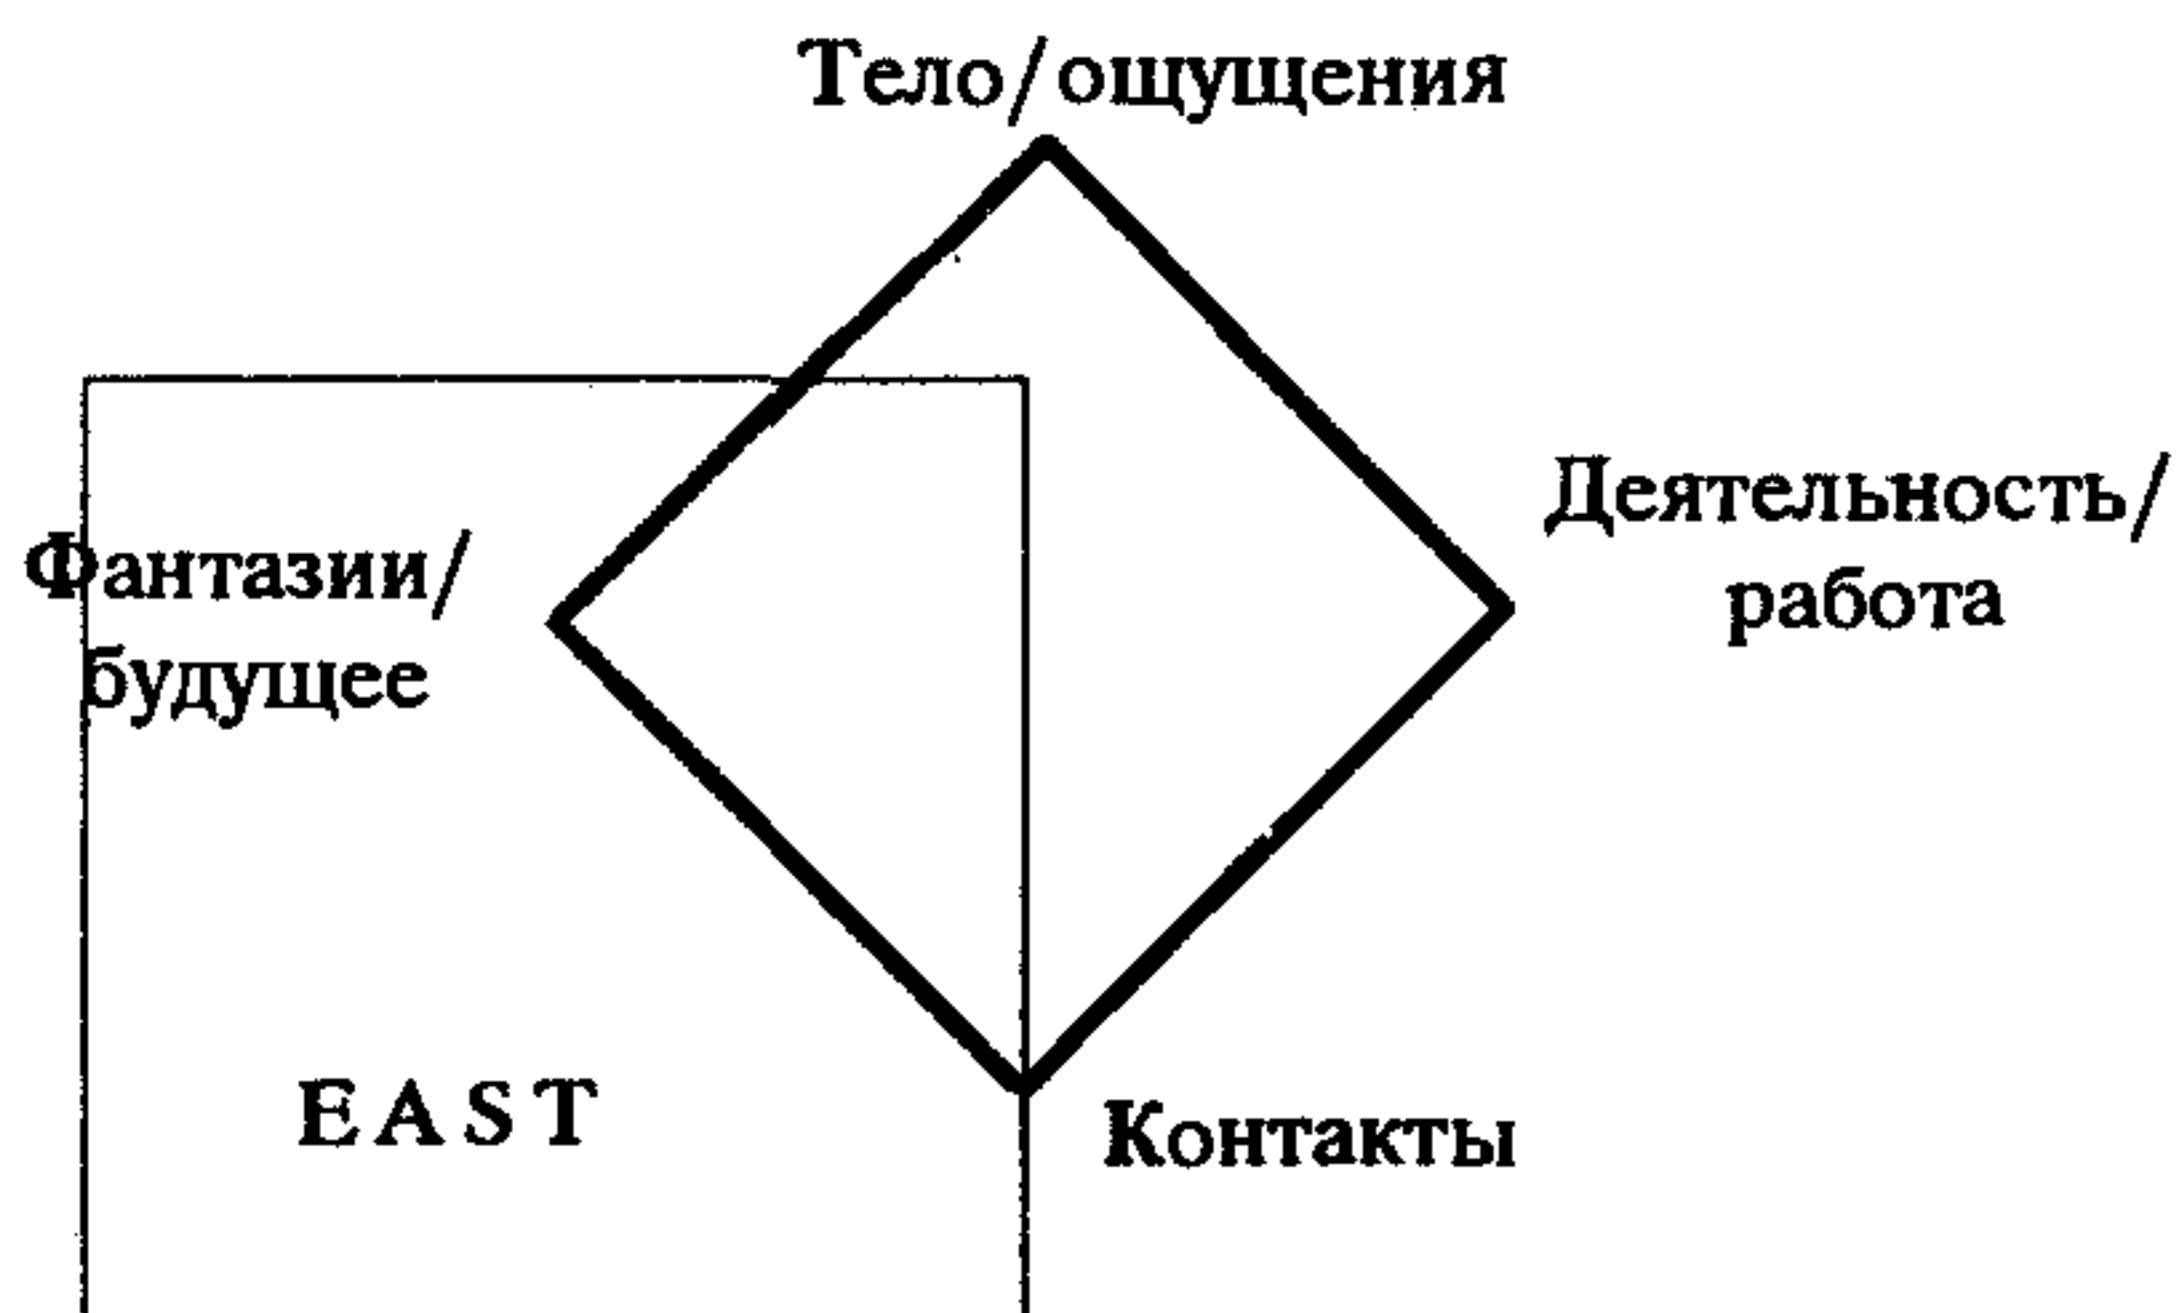 Тело/ощущения
Деятельность/
работа
Фантазии/
будущее
EAST
Контакты